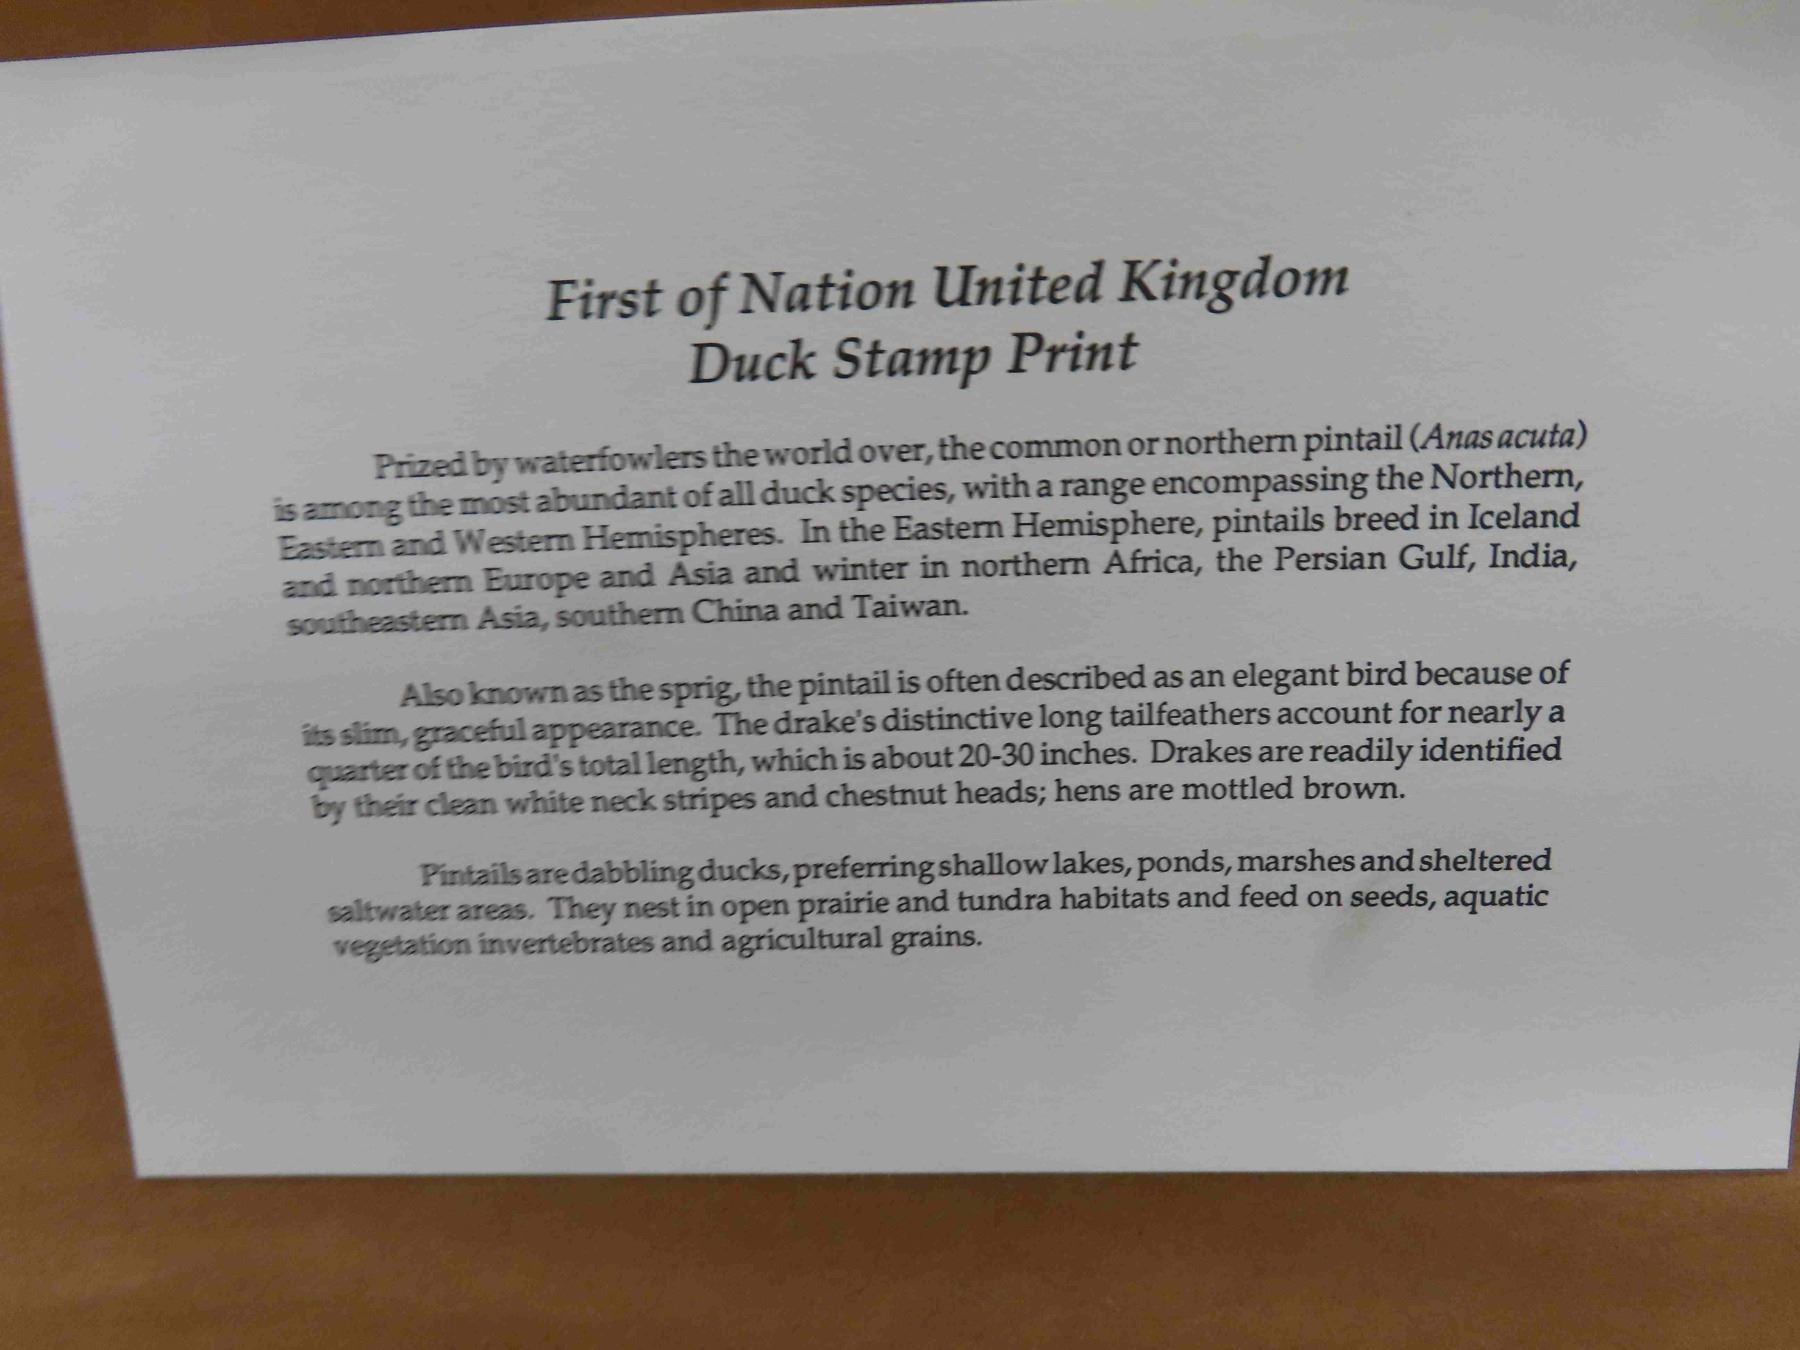 First of Nation United Kingdom
Duck Stamp Print
Prized by waterfowlers the world over, the common or northern pintail (Anas acuta)
is among the most abundant of all duck species, with a range encompassing the Northern,
Eastern and Western Hemispheres. In the Eastern Hemisphere, pintails breed in Iceland
and northern Europe and Asia and winter in northern Africa, the Persian Gulf, India,
southeastern Asia, southern China and Taiwan.
Also known as the sprig, the pintail is often described as an elegant bird because of
its slim, graceful appearance. The drake's distinctive long tailfeathers account for nearly a
quarter of the bird's total length, which is about 20-30 inches. Drakes are readily identified
by their clean white neck stripes and chestnut heads; hens are mottled brown.
Pintails are dabbling ducks, preferring shallow lakes, ponds, marshes and sheltered
saltwater areas. They nest in open prairie and tundra habitats and feed on seeds, aquatic
vegetation invertebrates and agricultural grains.